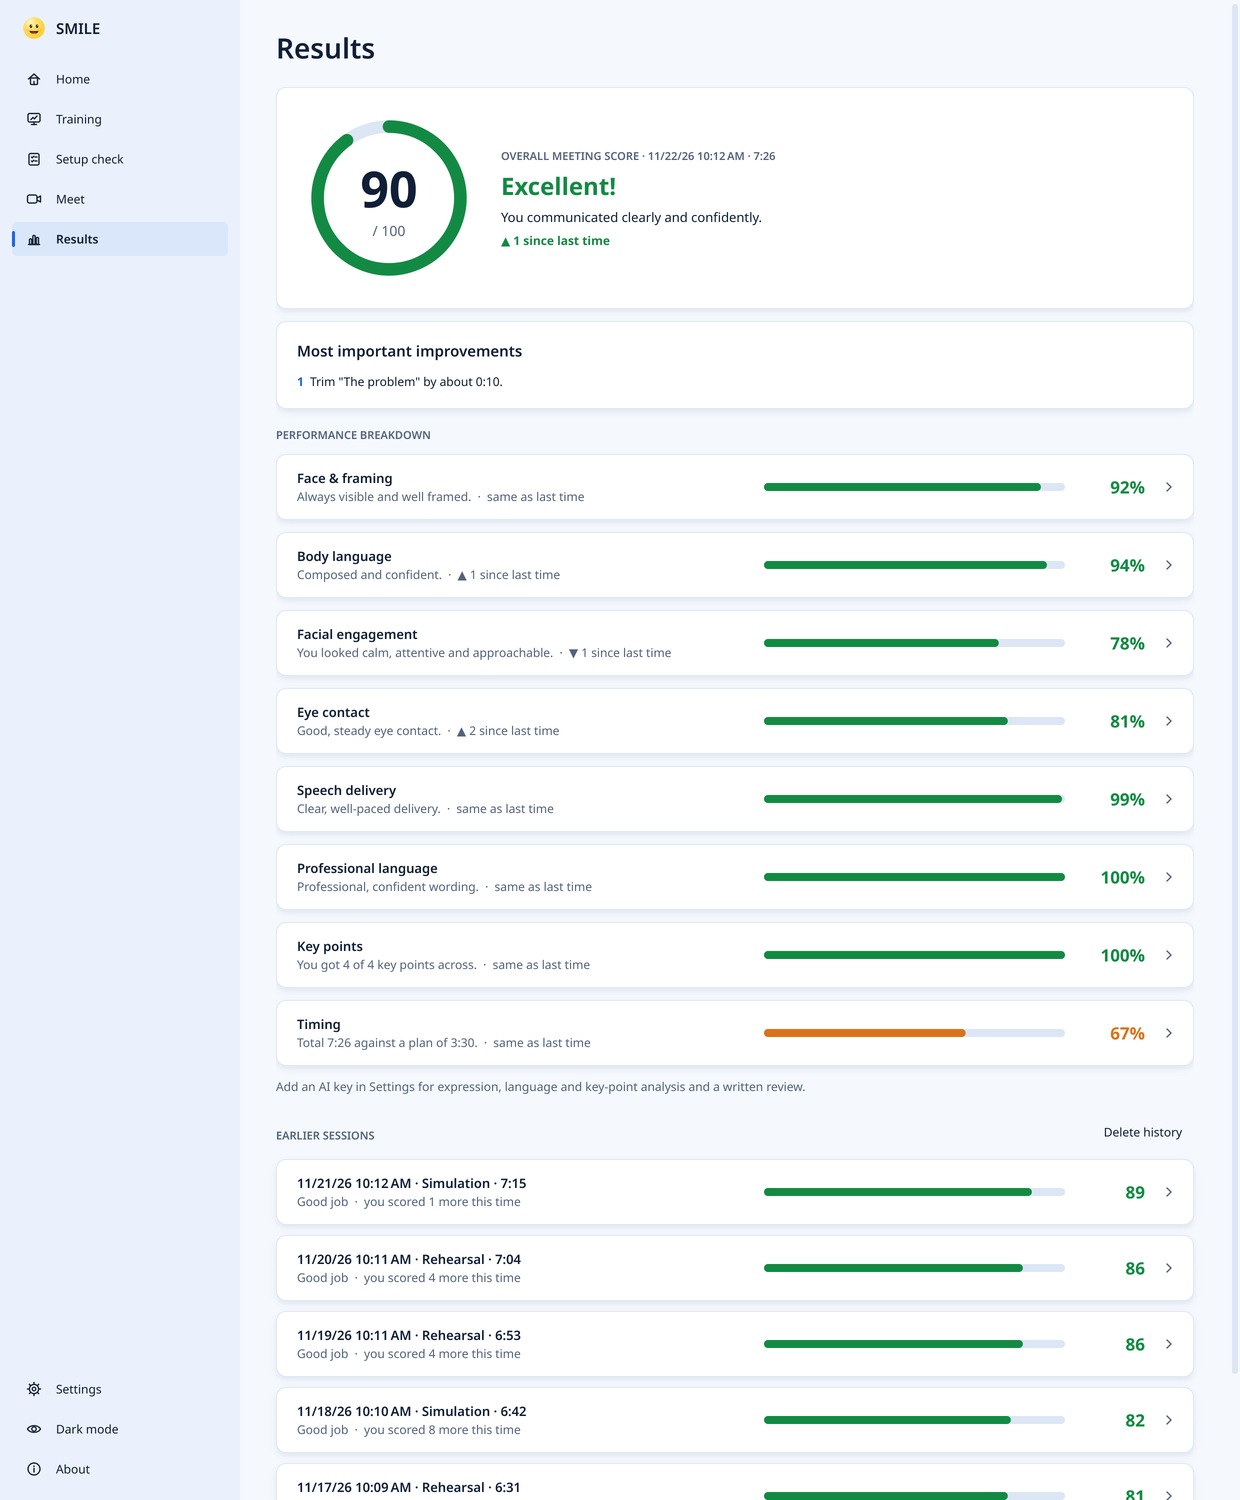 SMILE
Home
Training
Setup check
Meet
Results
Settings
Dark mode
About
Results
90
/ 100
OVERALL MEETING SCORE · 11/22/26 10:12 AM · 7:26
Excellent!
You communicated clearly and confidently.
▲ 1 since last time
Most important improvements
1 Trim "The problem" by about 0:10.
PERFORMANCE BREAKDOWN
Face & framing
Always visible and well framed. · same as last time
92%
Body language
Composed and confident. · ▲ 1 since last time
94%
Facial engagement
You looked calm, attentive and approachable. · ▼ 1 since last time
78%
Eye contact
Good, steady eye contact. · ▲ 2 since last time
81%
Speech delivery
Clear, well-paced delivery. · same as last time
99%
Professional language
Professional, confident wording. · same as last time
100%
Key points
You got 4 of 4 key points across. · same as last time
100%
Timing
Total 7:26 against a plan of 3:30. · same as last time
67%
Add an AI key in Settings for expression, language and key-point analysis and a written review.
EARLIER SESSIONS
Delete history
11/21/26 10:12 AM · Simulation · 7:15
Good job · you scored 1 more this time
89
11/20/26 10:11 AM · Rehearsal · 7:04
Good job · you scored 4 more this time
86
11/19/26 10:11 AM · Rehearsal · 6:53
Good job · you scored 4 more this time
86
11/18/26 10:10 AM · Simulation · 6:42
Good job · you scored 8 more this time
82
11/17/26 10:09 AM · Rehearsal · 6:31
81